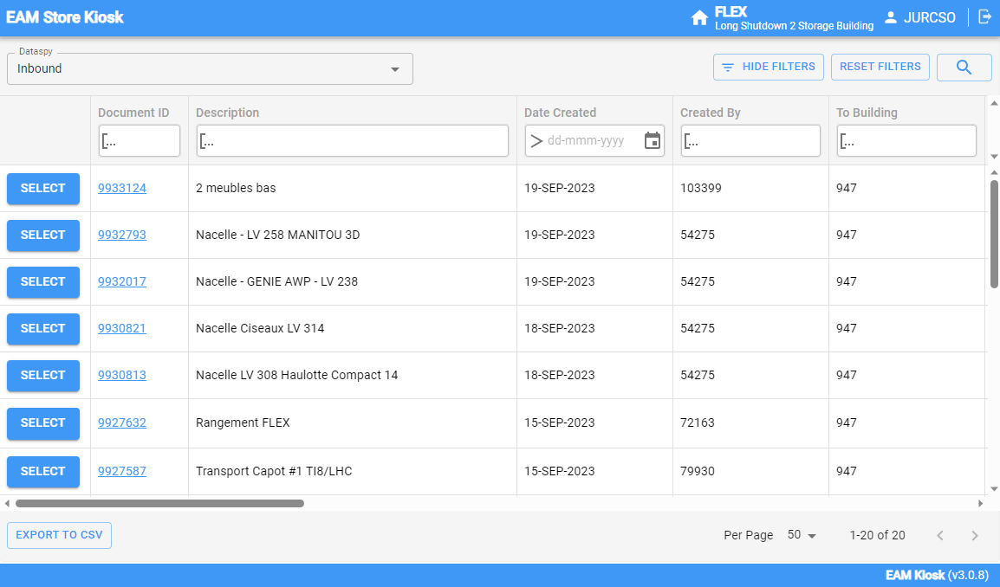 EAM Store Kiosk
FLEX
Long Shutdown 2 Storage Building
JURCSO
Dataspy
Inbound
HIDE FILTERS
RESET FILTERS
Document ID Description Date Created Created By To Building
[... [... > dd-mmm-yyyy [... [...
SELECT 9933124 2 meubles bas 19-SEP-2023 103399 947
SELECT 9932793 Nacelle - LV 258 MANITOU 3D 19-SEP-2023 54275 947
SELECT 9932017 Nacelle - GENIE AWP - LV 238 19-SEP-2023 54275 947
SELECT 9930821 Nacelle Ciseaux LV 314 18-SEP-2023 54275 947
SELECT 9930813 Nacelle LV 308 Haulotte Compact 14 18-SEP-2023 54275 947
SELECT 9927632 Rangement FLEX 15-SEP-2023 72163 947
SELECT 9927587 Transport Capot #1 TI8/LHC 15-SEP-2023 79930 947
EXPORT TO CSV
Per Page 50 1-20 of 20
EAM Kiosk (v3.0.8)